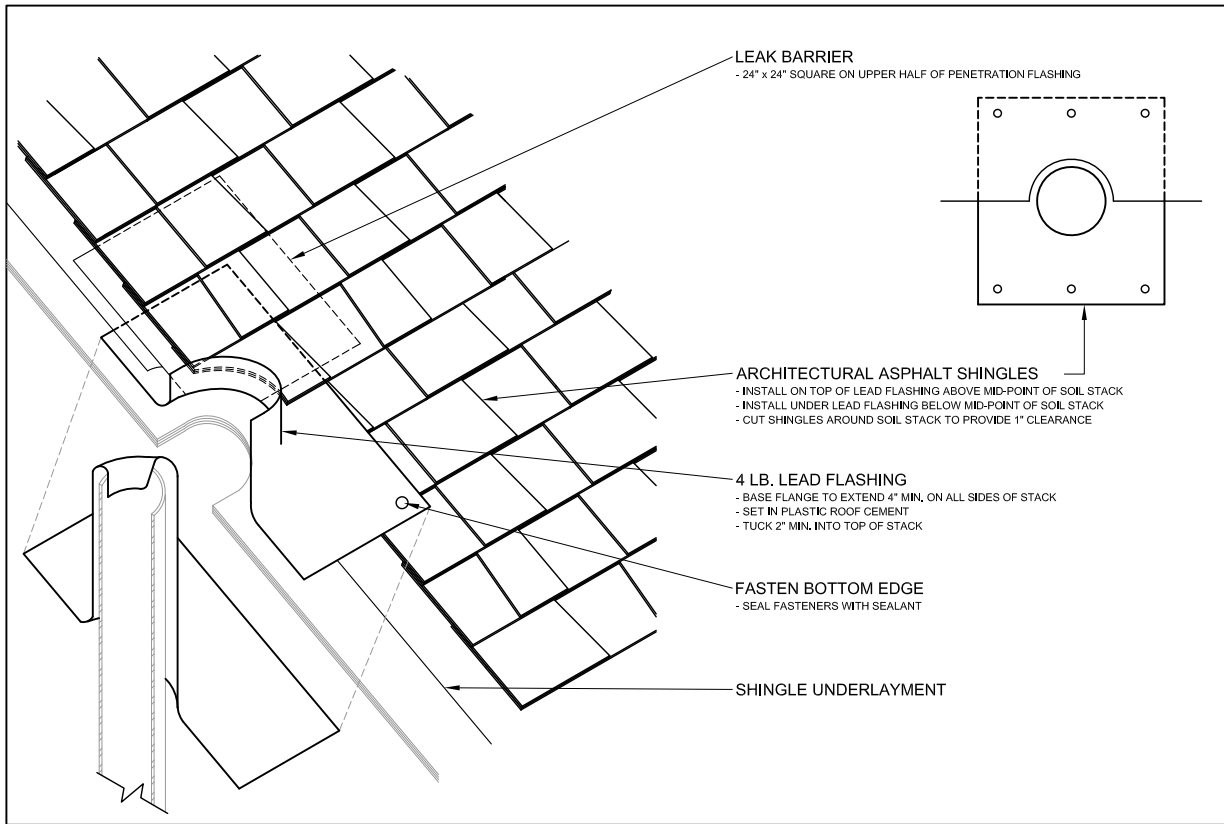 LEAK BARRIER
- 24" x 24" SQUARE ON UPPER HALF OF PENETRATION FLASHING
ARCHITECTURAL ASPHALT SHINGLES
- INSTALL ON TOP OF LEAD FLASHING ABOVE MID-POINT OF SOIL STACK
- INSTALL UNDER LEAD FLASHING BELOW MID-POINT OF SOIL STACK
- CUT SHINGLES AROUND SOIL STACK TO PROVIDE 1" CLEARANCE
4 LB. LEAD FLASHING
- BASE FLANGE TO EXTEND 4" MIN. ON ALL SIDES OF STACK
- SET IN PLASTIC ROOF CEMENT
- TUCK 2" MIN. INTO TOP OF STACK
FASTEN BOTTOM EDGE
- SEAL FASTENERS WITH SEALANT
SHINGLE UNDERLAYMENT